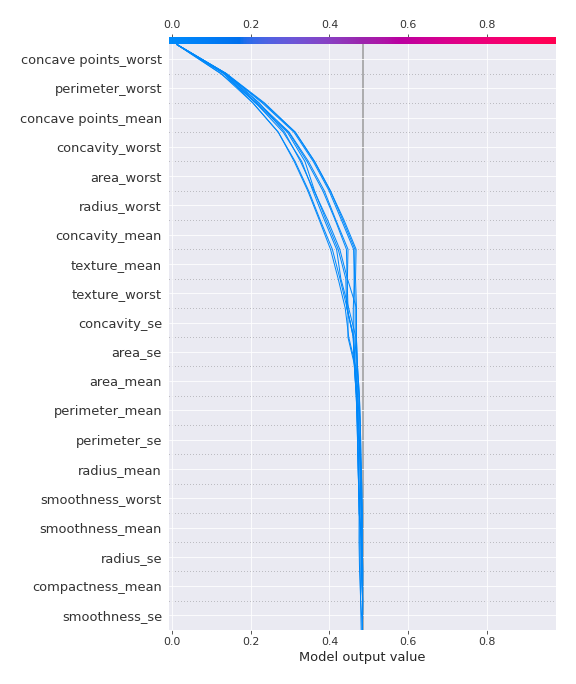 0.0 0.2 0.4 0.6 0.8
concave points_worst
perimeter_worst
concave points_mean
concavity_worst
area_worst
radius_worst
concavity_mean
texture_mean
texture_worst
concavity_se
area_se
area_mean
perimeter_mean
perimeter_se
radius_mean
smoothness_worst
smoothness_mean
radius_se
compactness_mean
smoothness_se
0.0 0.2 0.4 0.6 0.8
Model output value